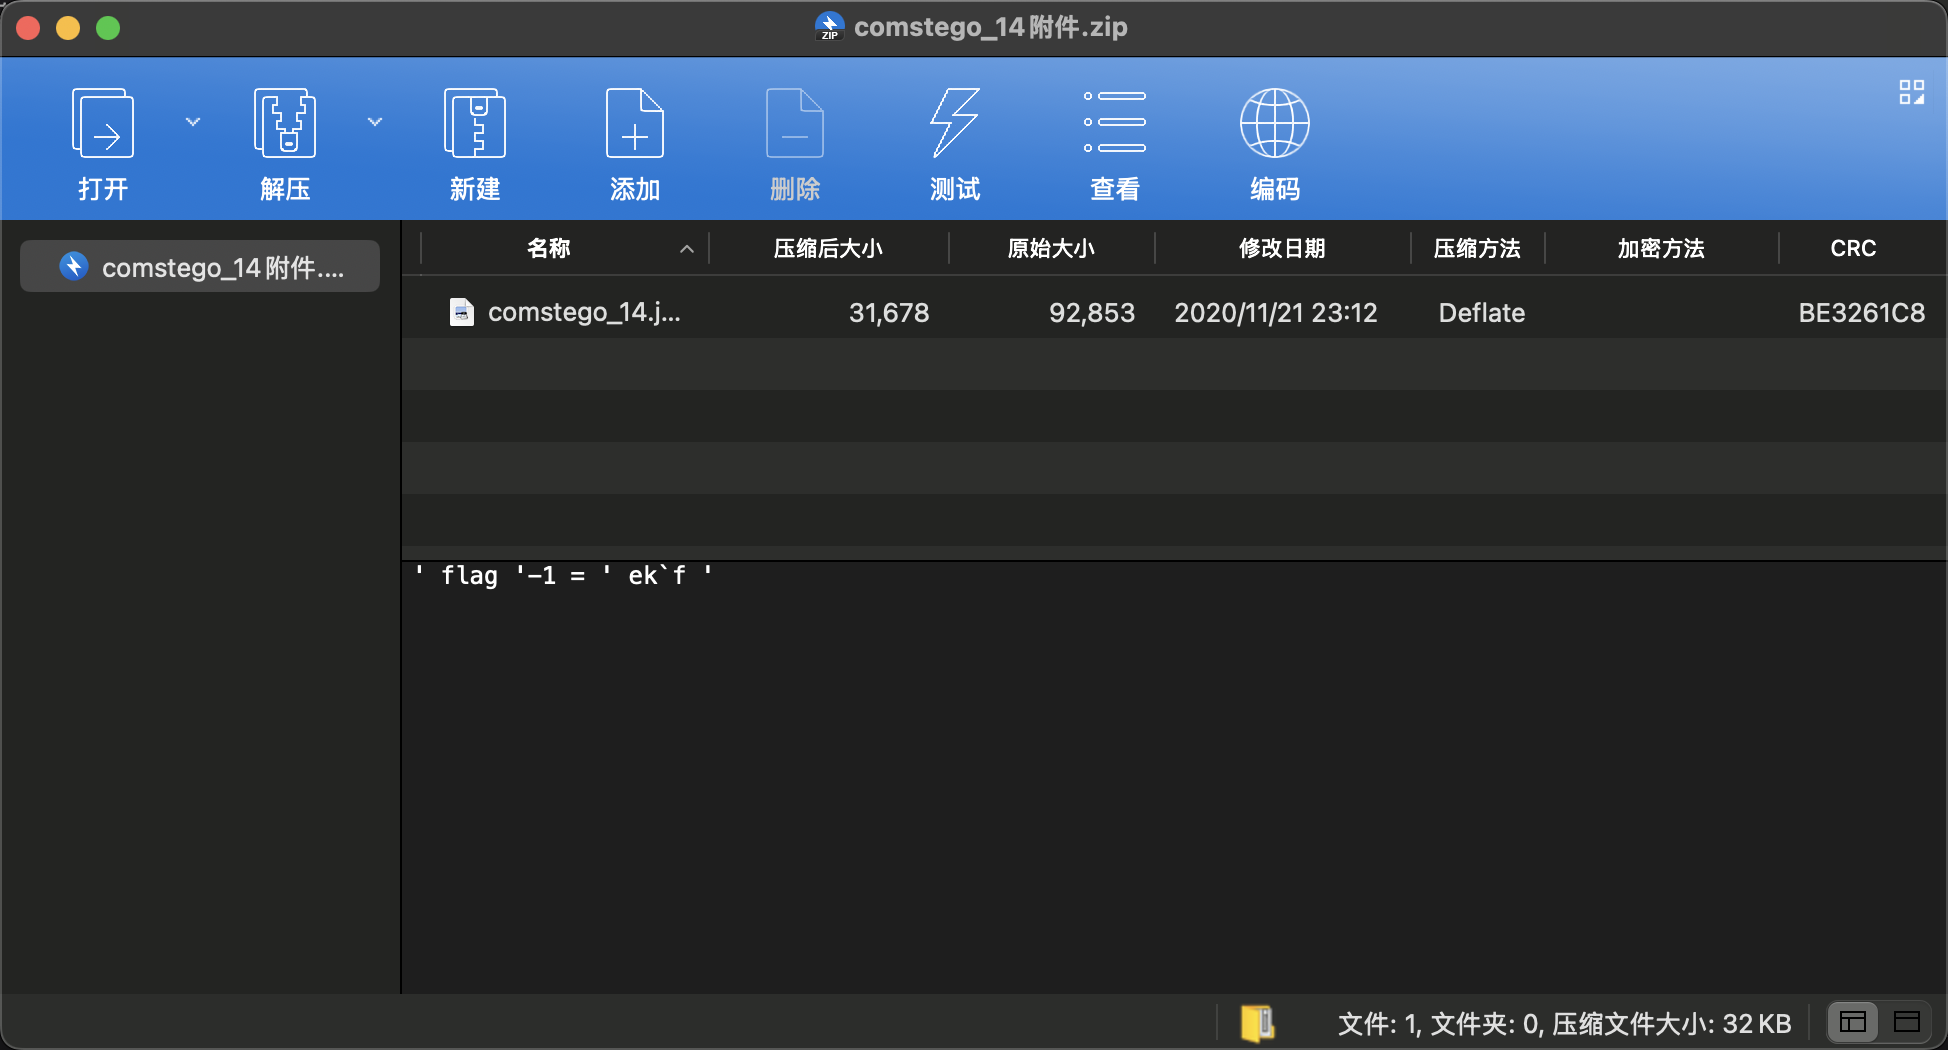 ZIP comstego_14附件.zip
打开 解压 新建 添加 删除 测试 查看 编码
comstego_14附件....
名称 压缩后大小 原始大小 修改日期 压缩方法 加密方法 CRC
comstego_14.j... 31,678 92,853 2020/11/21 23:12 Deflate BE3261C8
' flag '-1 = ' ek`f '
文件: 1, 文件夹: 0, 压缩文件大小: 32 KB